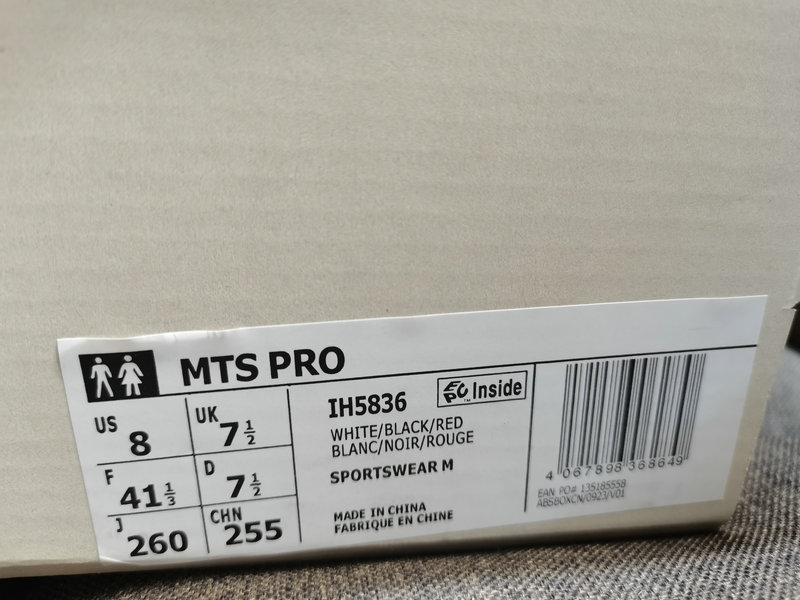 MTS PRO
US 8
UK 7 1/2
F 41 1/3
D 7 1/2
J 260
CHN 255
IH5836
EPC™ Inside
WHITE/BLACK/RED
BLANC/NOIR/ROUGE
SPORTSWEAR M
MADE IN CHINA
FABRIQUE EN CHINE
4 067898 368649
EAN PO# 135185558
ABSBOXCN/0923/V01